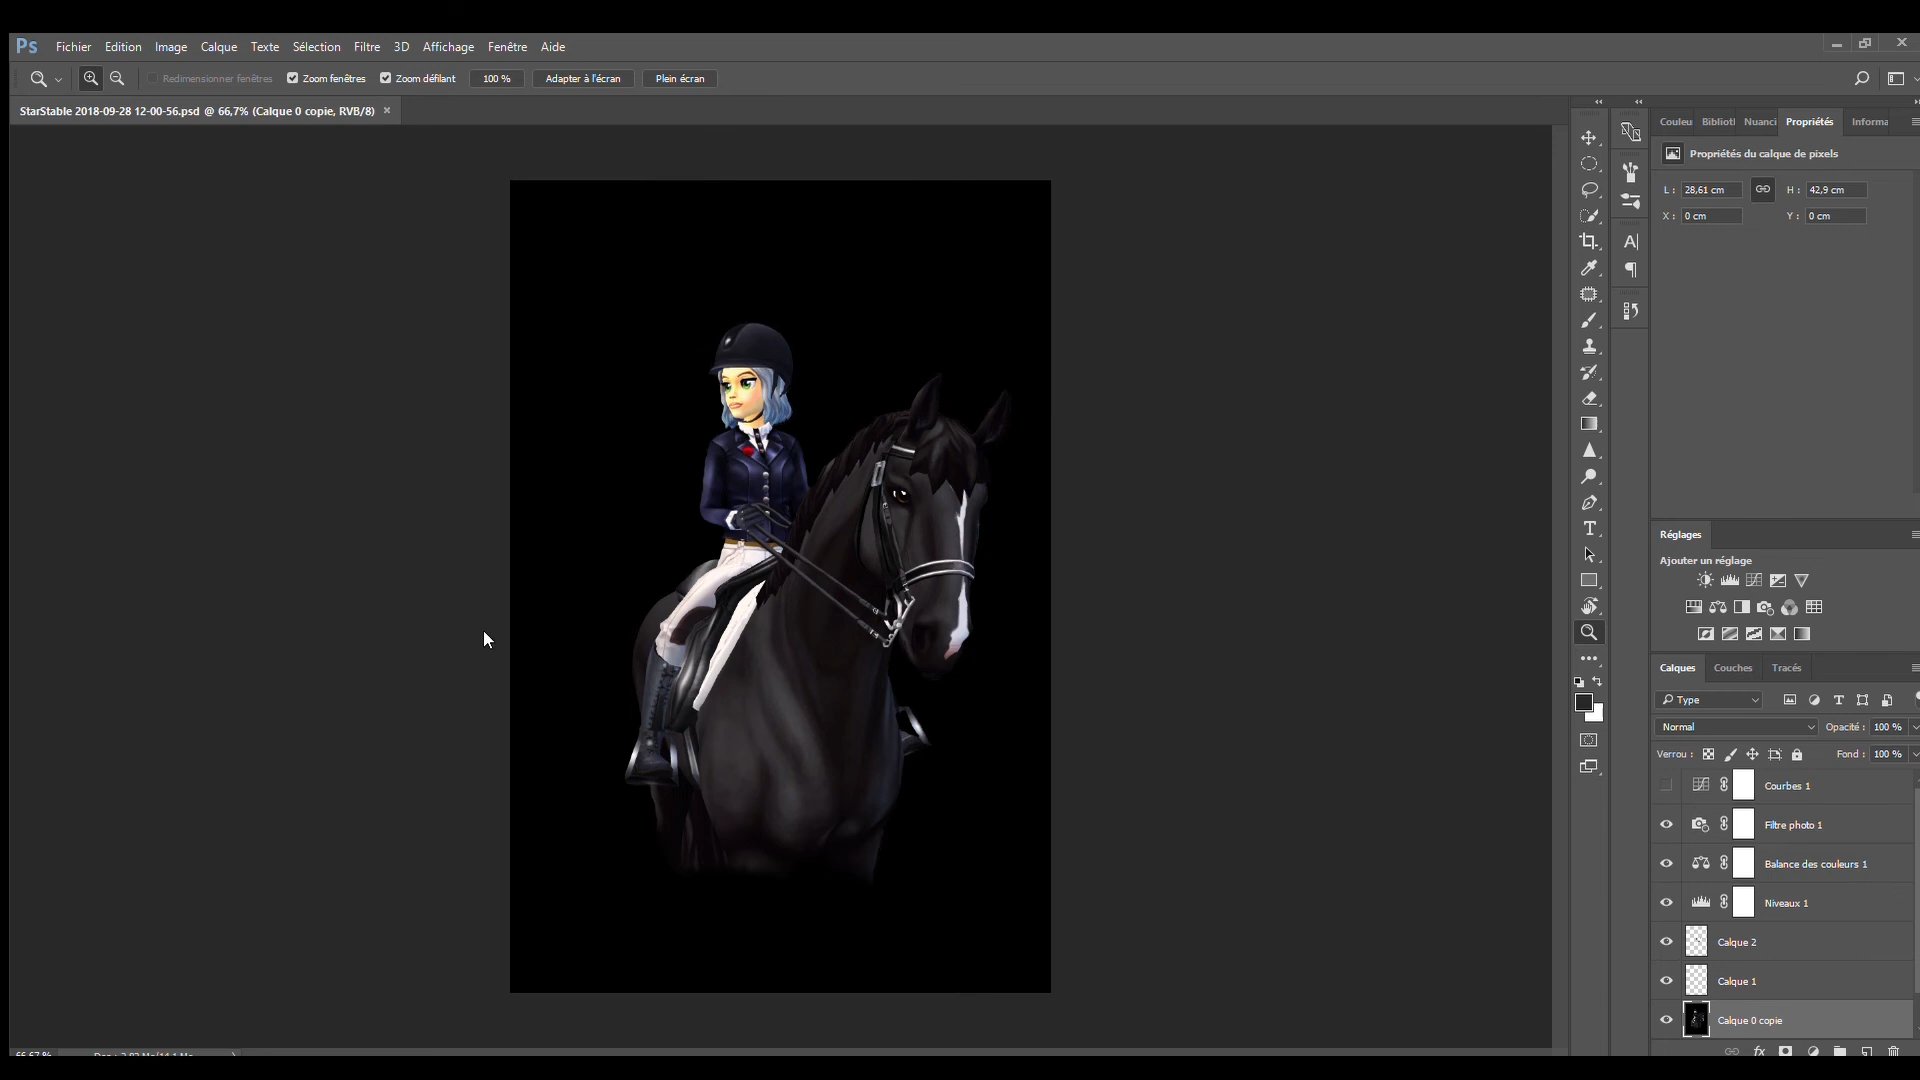 Ps Fichier Edition Image Calque Texte Sélection Filtre 3D Affichage Fenêtre Aide
Redimensionner fenêtres Zoom fenêtres Zoom défilant 100 % Adapter à l'écran Plein écran
StarStable 2018-09-28 12-00-56.psd @ 66,7% (Calque 0 copie, RVB/8) ×
Couleu Bibliot Nuanci Propriétés Informa
Propriétés du calque de pixels
L : 28,61 cm H : 42,9 cm
X : 0 cm Y : 0 cm
Réglages
Ajouter un réglage
Calques Couches Tracés
Type
Normal Opacité : 100 %
Verrou : Fond : 100 %
Courbes 1
Filtre photo 1
Balance des couleurs 1
Niveaux 1
Calque 2
Calque 1
Calque 0 copie
fx
66,67 %